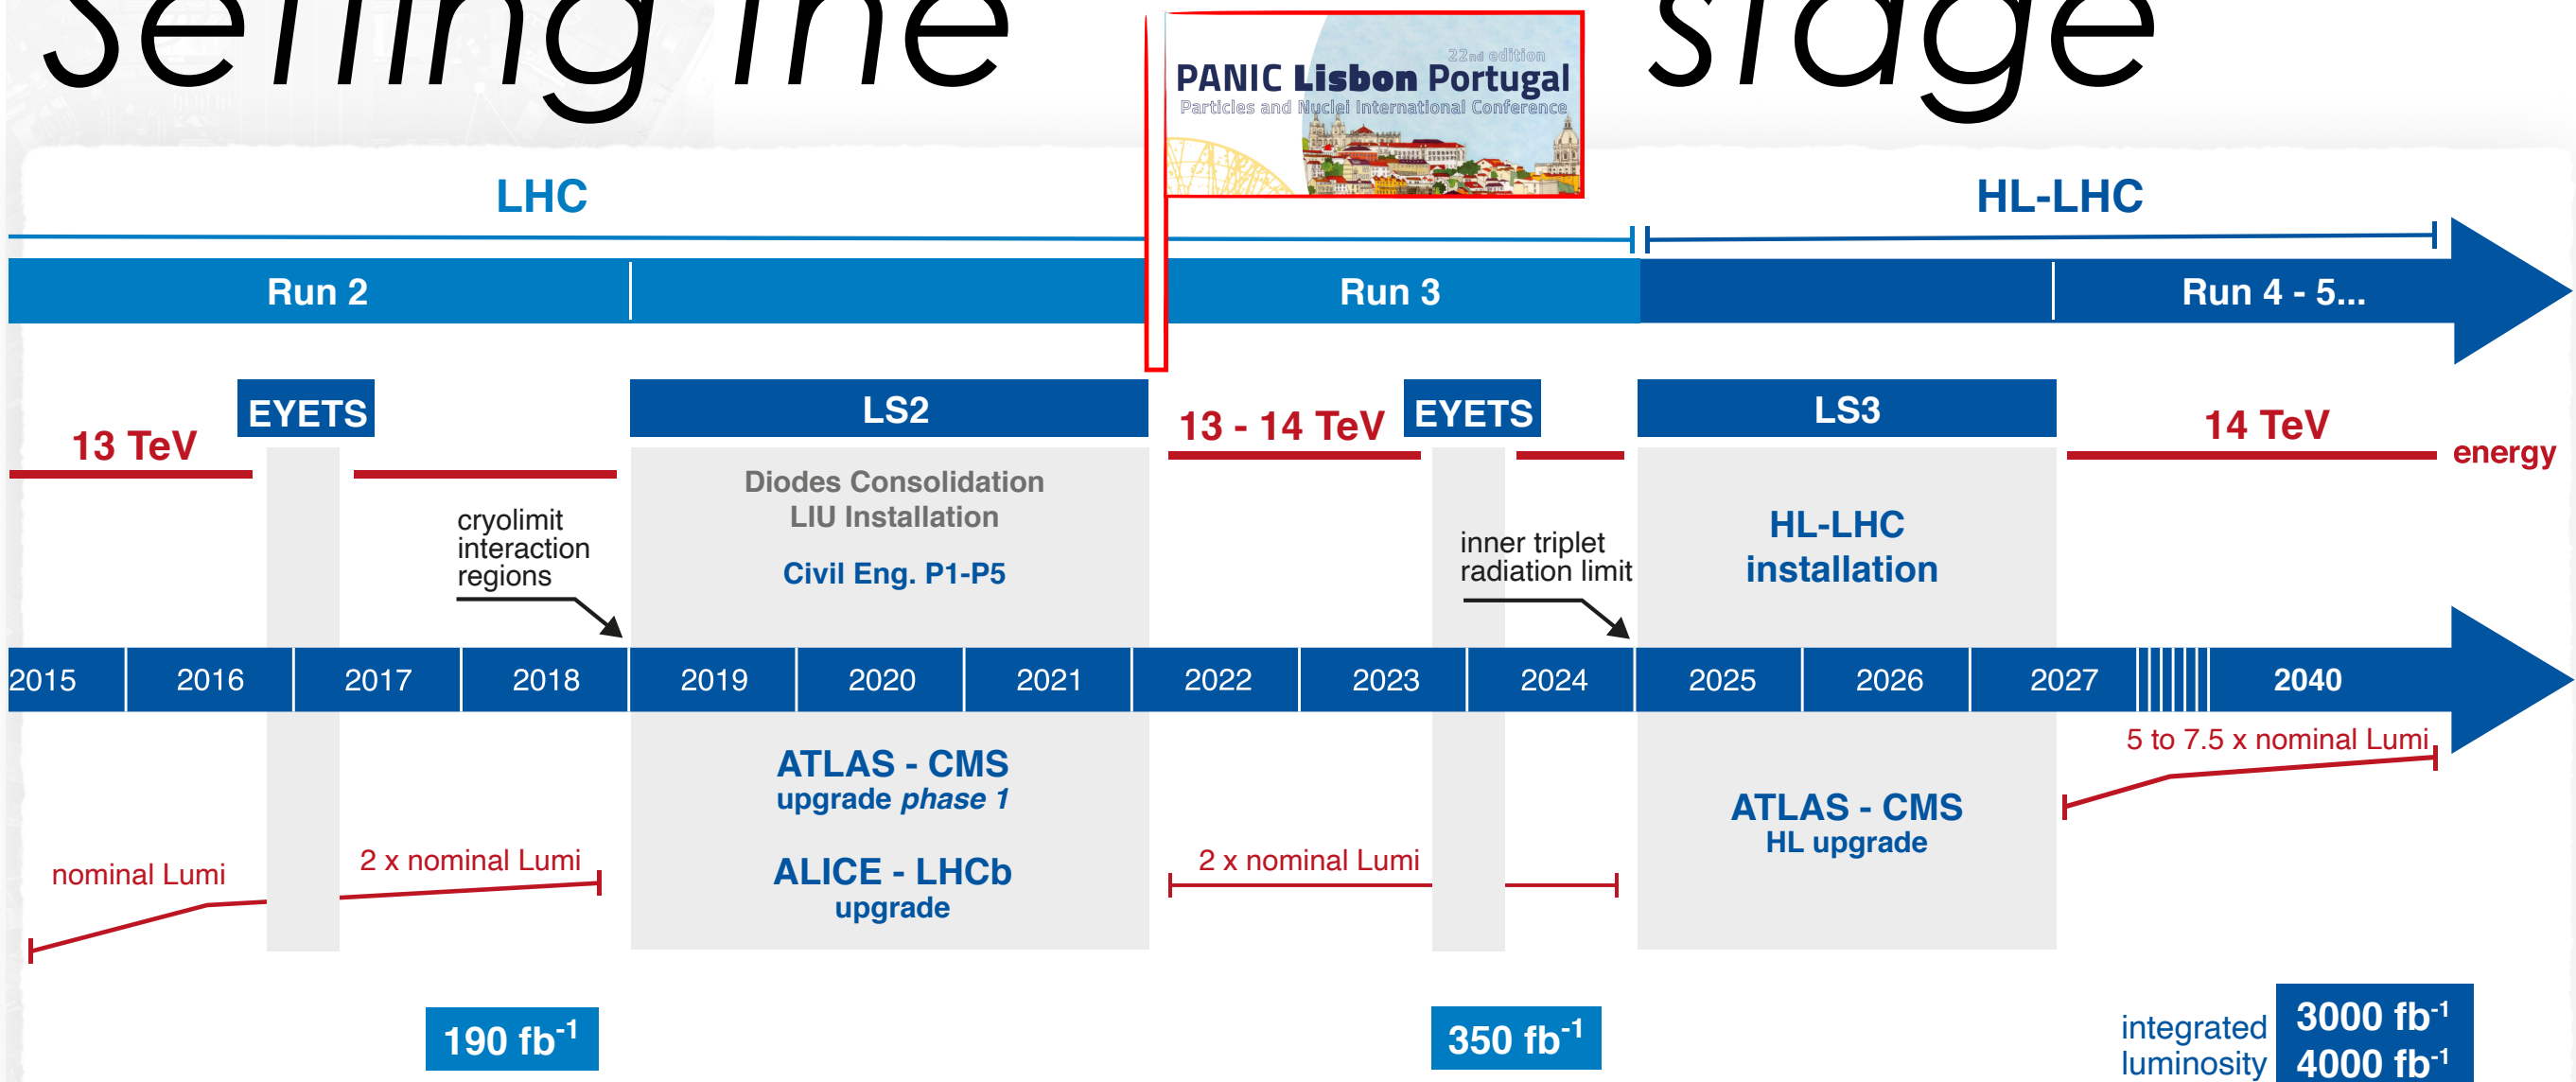 Setting the stage
22nd edition
PANIC Lisbon Portugal
Particles and Nuclei International Conference
LHC
HL-LHC
Run 2
Run 3
Run 4 - 5...
EYETS
LS2
EYETS
LS3
13 TeV
13 - 14 TeV
14 TeV
energy
Diodes Consolidation
LIU Installation
Civil Eng. P1-P5
cryolimit
interaction
regions
inner triplet
radiation limit
HL-LHC
installation
2015 2016 2017 2018 2019 2020 2021 2022 2023 2024 2025 2026 2027 2040
5 to 7.5 x nominal Lumi
ATLAS - CMS
upgrade phase 1
ALICE - LHCb
upgrade
ATLAS - CMS
HL upgrade
nominal Lumi
2 x nominal Lumi
2 x nominal Lumi
190 fb⁻¹
350 fb⁻¹
integrated
luminosity
3000 fb⁻¹
4000 fb⁻¹